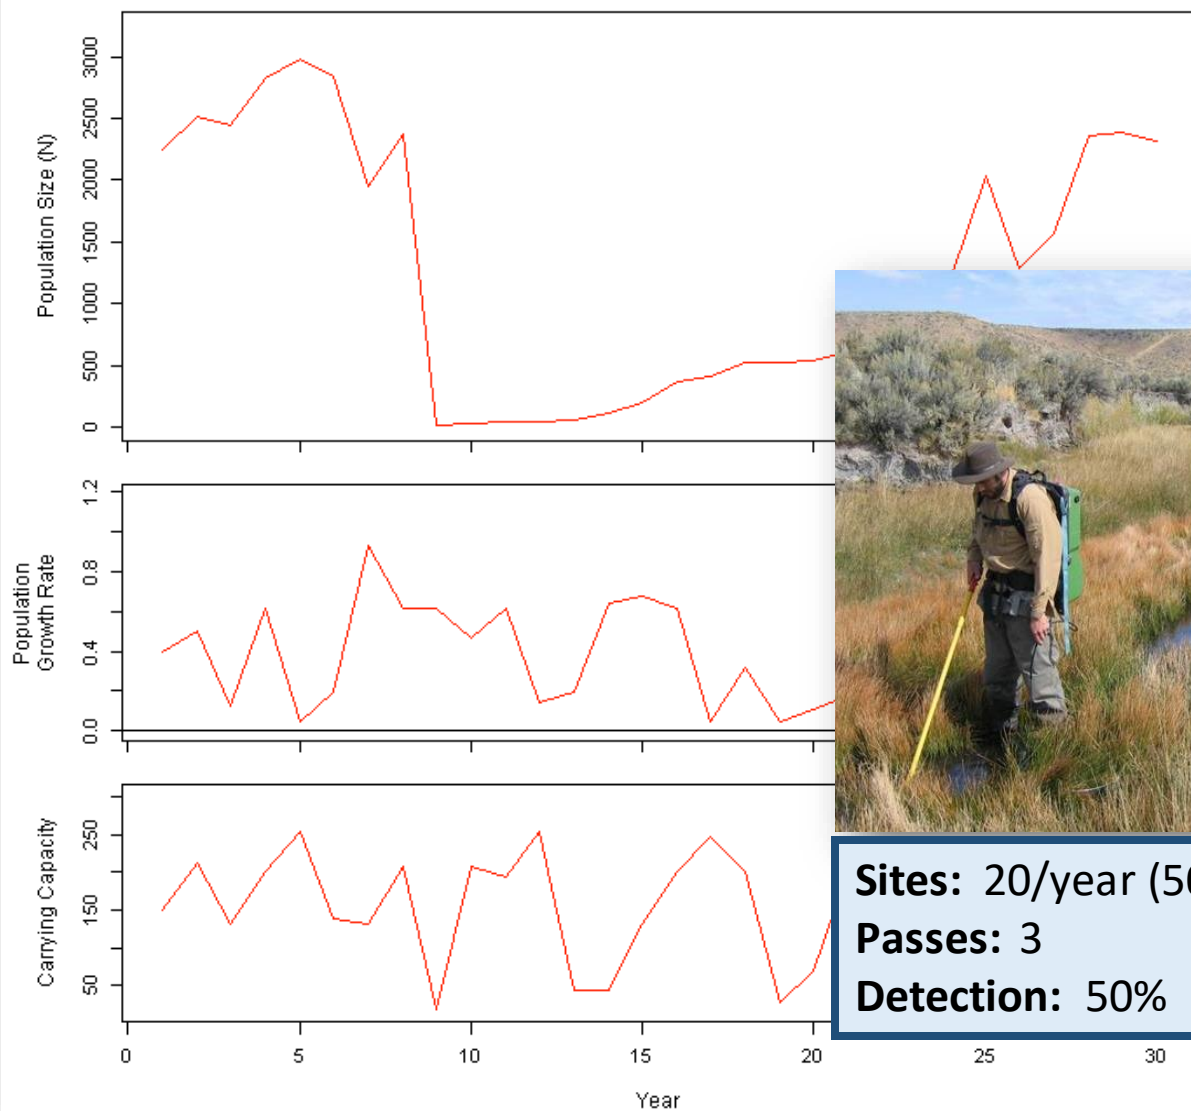 Population Size (N)
3000
2500
2000
1500
1000
500
0
Population
Growth Rate
1.2
0.8
0.4
0.0
Carrying Capacity
250
150
50
0
5
10
15
20
25
30
Year
Sites: 20/year (50
Passes: 3
Detection: 50%